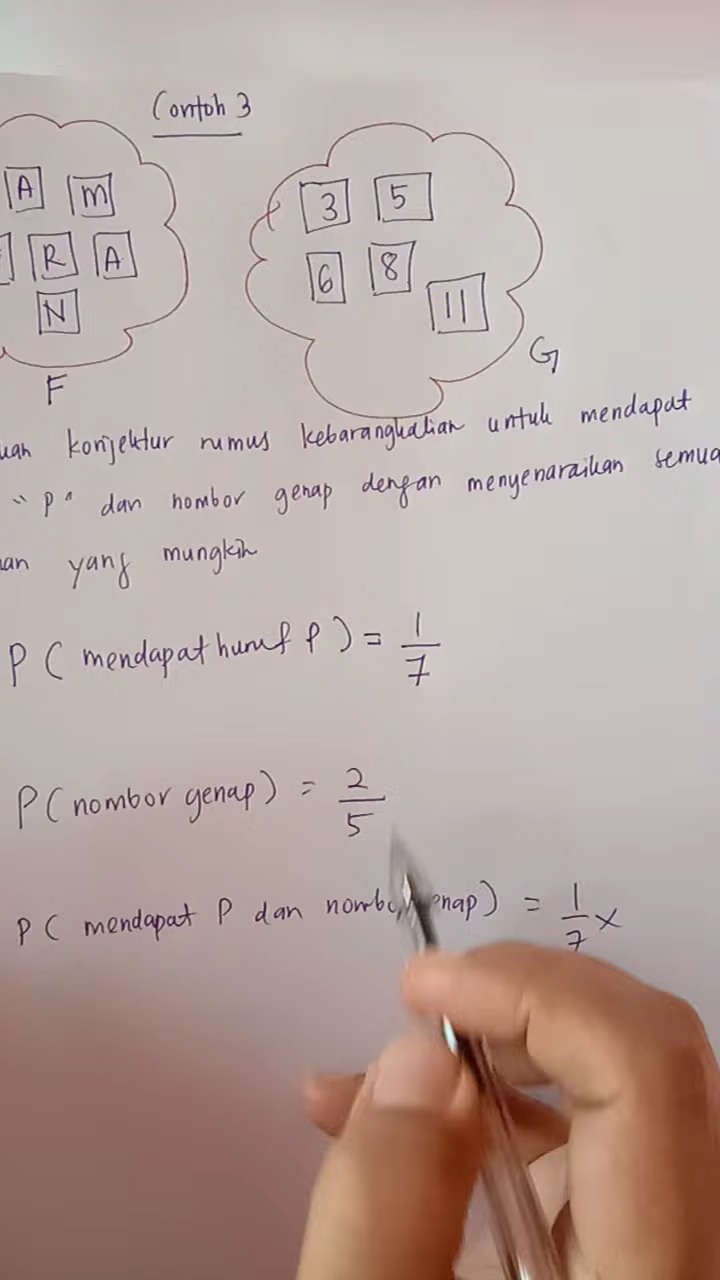 Contoh 3
A M
R A
N
F
3 5
6 8
11
G
konjektur rumus kebarangkalian untuk mendapat
"P" dan nombor genap dengan menyenaraikan semua
yang mungkin
P ( mendapat huruf P ) = 1/7
P ( nombor genap ) = 2/5
P ( mendapat P dan nombor genap ) = 1/7 ×